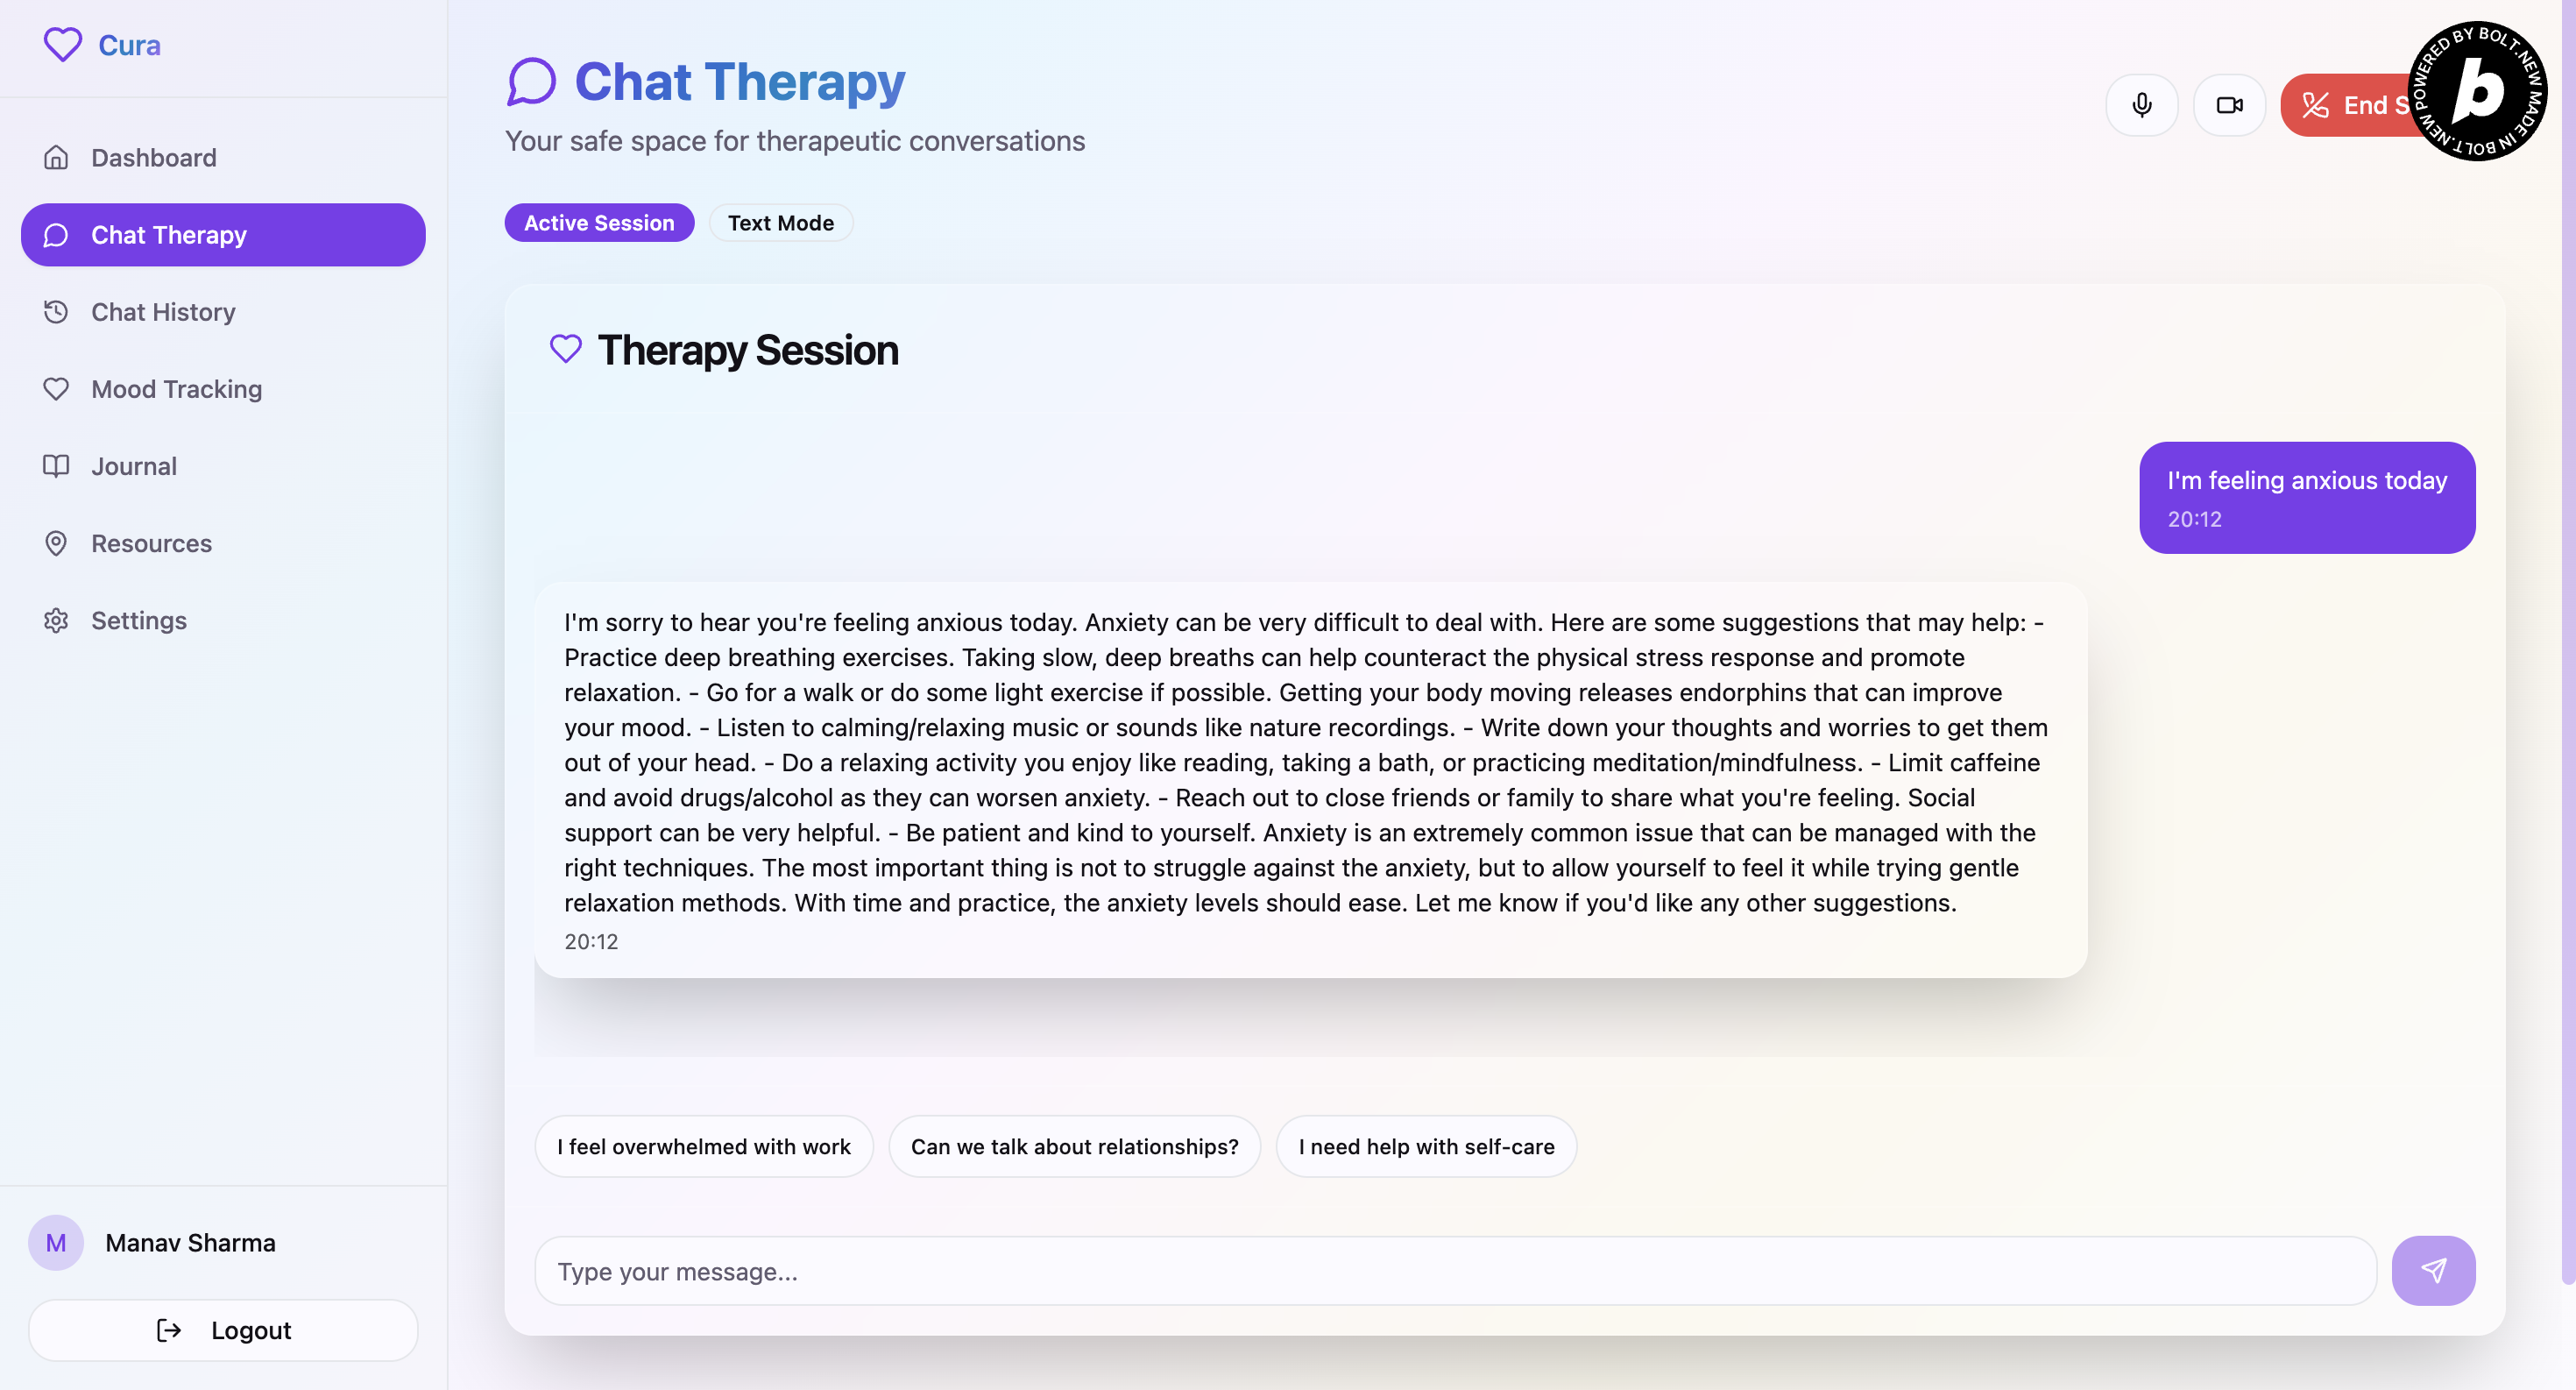 Cura
Dashboard
Chat Therapy
Chat History
Mood Tracking
Journal
Resources
Settings
M
Manav Sharma
Logout
Chat Therapy
Your safe space for therapeutic conversations
Active Session
Text Mode
End S
POWERED BY BOLT.NEW MADE IN BOLT.NEW
b
Therapy Session
I'm feeling anxious today
20:12
I'm sorry to hear you're feeling anxious today. Anxiety can be very difficult to deal with. Here are some suggestions that may help: -
Practice deep breathing exercises. Taking slow, deep breaths can help counteract the physical stress response and promote
relaxation. - Go for a walk or do some light exercise if possible. Getting your body moving releases endorphins that can improve
your mood. - Listen to calming/relaxing music or sounds like nature recordings. - Write down your thoughts and worries to get them
out of your head. - Do a relaxing activity you enjoy like reading, taking a bath, or practicing meditation/mindfulness. - Limit caffeine
and avoid drugs/alcohol as they can worsen anxiety. - Reach out to close friends or family to share what you're feeling. Social
support can be very helpful. - Be patient and kind to yourself. Anxiety is an extremely common issue that can be managed with the
right techniques. The most important thing is not to struggle against the anxiety, but to allow yourself to feel it while trying gentle
relaxation methods. With time and practice, the anxiety levels should ease. Let me know if you'd like any other suggestions.
20:12
I feel overwhelmed with work
Can we talk about relationships?
I need help with self-care
Type your message...